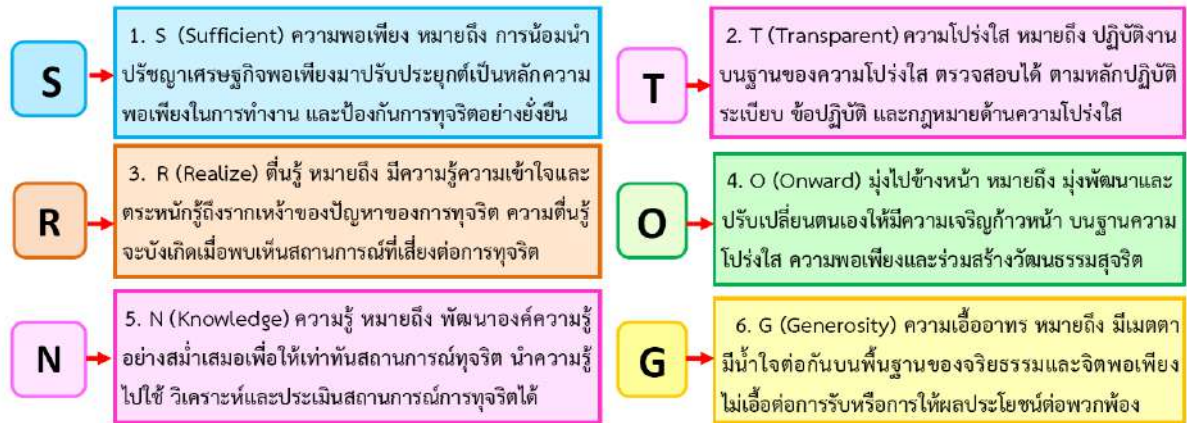 S
1. S (Sufficient) ความพอเพียง หมายถึง การน้อมนำ
ปรัชญาเศรษฐกิจพอเพียงมาปรับประยุกต์เป็นหลักความ
พอเพียงในการทำงาน และป้องกันการทุจริตอย่างยั่งยืน
T
2. T (Transparent) ความโปร่งใส หมายถึง ปฏิบัติงาน
บนฐานของความโปร่งใส ตรวจสอบได้ ตามหลักปฏิบัติ
ระเบียบ ข้อปฏิบัติ และกฎหมายด้านความโปร่งใส
R
3. R (Realize) ตื่นรู้ หมายถึง มีความรู้ความเข้าใจและ
ตระหนักรู้ถึงรากเหง้าของปัญหาของการทุจริต ความตื่นรู้
จะบังเกิดเมื่อพบเห็นสถานการณ์ที่เสี่ยงต่อการทุจริต
O
4. O (Onward) มุ่งไปข้างหน้า หมายถึง มุ่งพัฒนาและ
ปรับเปลี่ยนตนเองให้มีความเจริญก้าวหน้า บนฐานความ
โปร่งใส ความพอเพียงและร่วมสร้างวัฒนธรรมสุจริต
N
5. N (Knowledge) ความรู้ หมายถึง พัฒนาองค์ความรู้
อย่างสม่ำเสมอเพื่อให้เท่าทันสถานการณ์ทุจริต นำความรู้
ไปใช้ วิเคราะห์และประเมินสถานการณ์การทุจริตได้
G
6. G (Generosity) ความเอื้ออาทร หมายถึง มีเมตตา
มีน้ำใจต่อกันบนพื้นฐานของจริยธรรมและจิตพอเพียง
ไม่เอื้อต่อการรับหรือการให้ผลประโยชน์ต่อพวกพ้อง